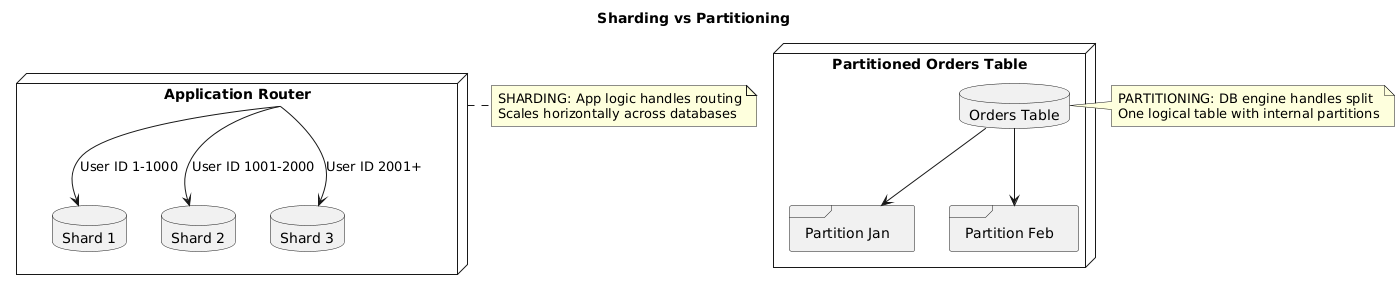 Sharding vs Partitioning
Application Router
User ID 1-1000
User ID 1001-2000
User ID 2001+
Shard 1
Shard 2
Shard 3
SHARDING: App logic handles routing
Scales horizontally across databases
Partitioned Orders Table
Orders Table
Partition Jan
Partition Feb
PARTITIONING: DB engine handles split
One logical table with internal partitions